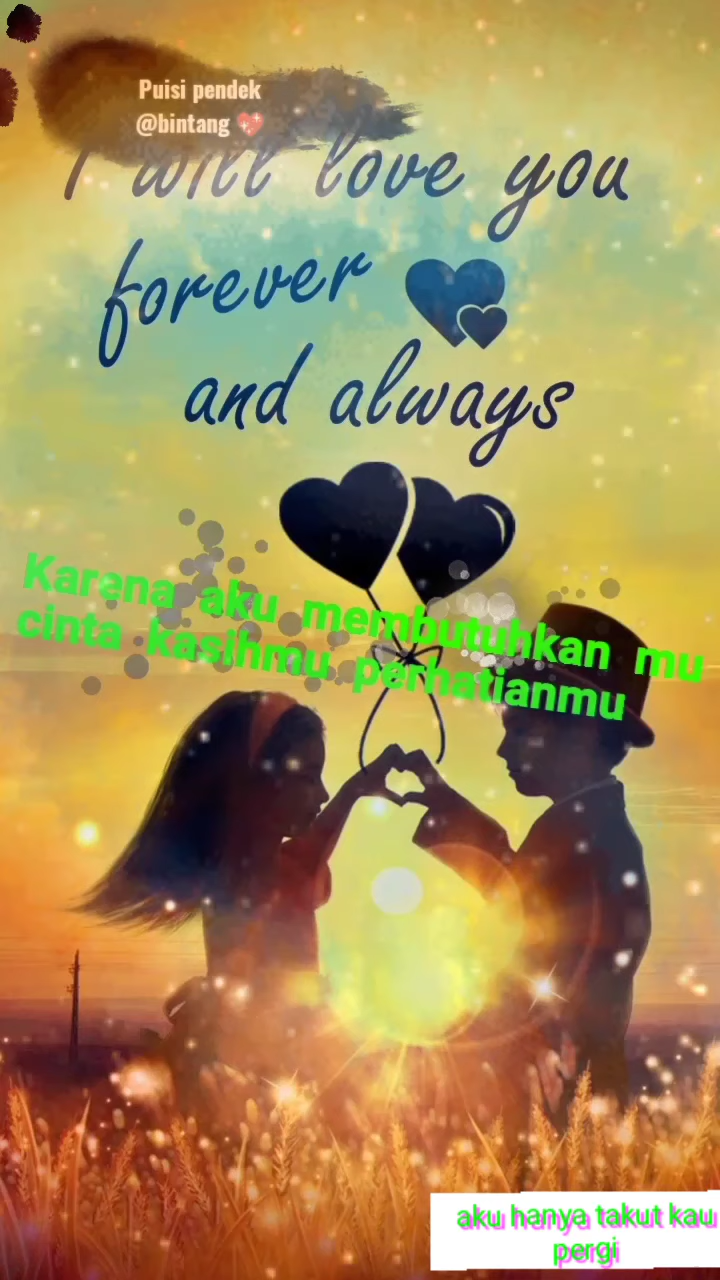 Puisi pendek
@bintang 💖
I will love you
forever
and always
Karena aku membutuhkan mu
cinta kasihmu perhatianmu
aku hanya takut kau
pergi